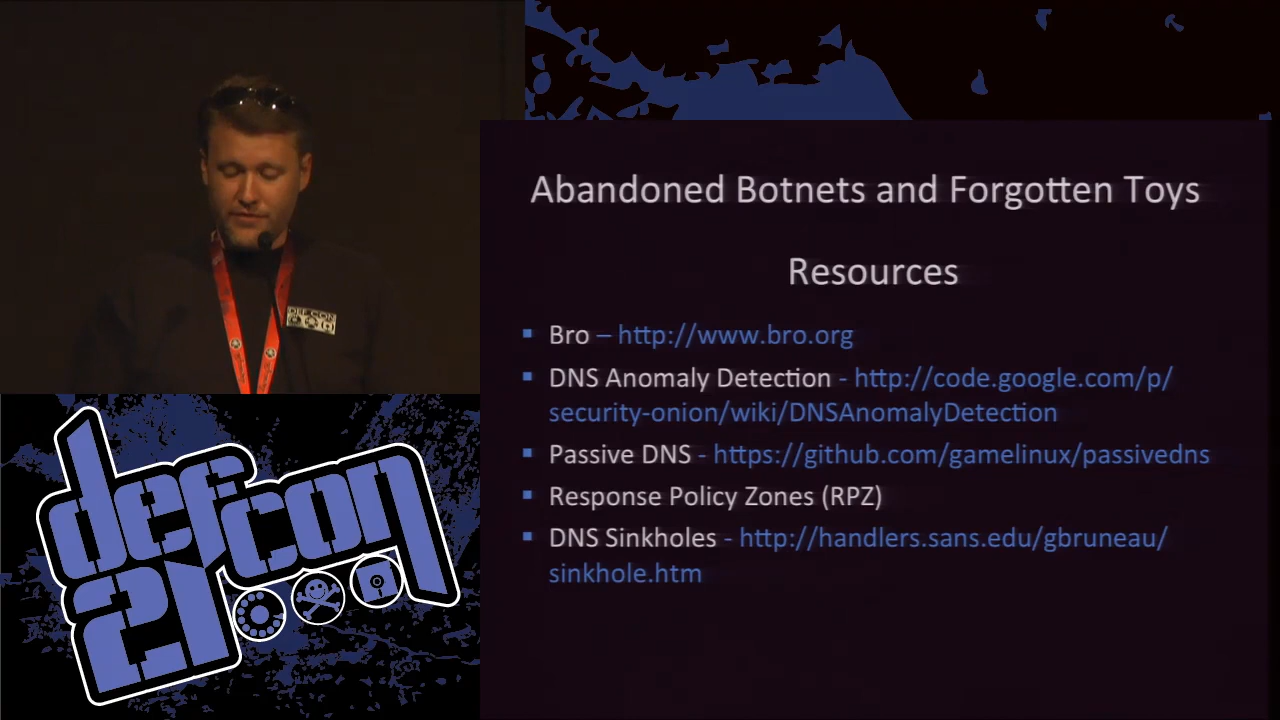 Abandoned Botnets and Forgotten Toys
Resources
Bro – http://www.bro.org
DNS Anomaly Detection - http://code.google.com/p/
security-onion/wiki/DNSAnomalyDetection
Passive DNS - https://github.com/gamelinux/passivedns
Response Policy Zones (RPZ)
DNS Sinkholes - http://handlers.sans.edu/gbruneau/
sinkhole.htm
DEF CON
defcon
21